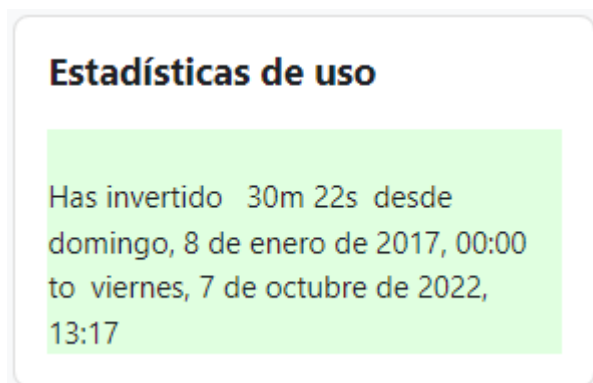 Estadísticas de uso
Has invertido 30m 22s desde
domingo, 8 de enero de 2017, 00:00
to viernes, 7 de octubre de 2022,
13:17